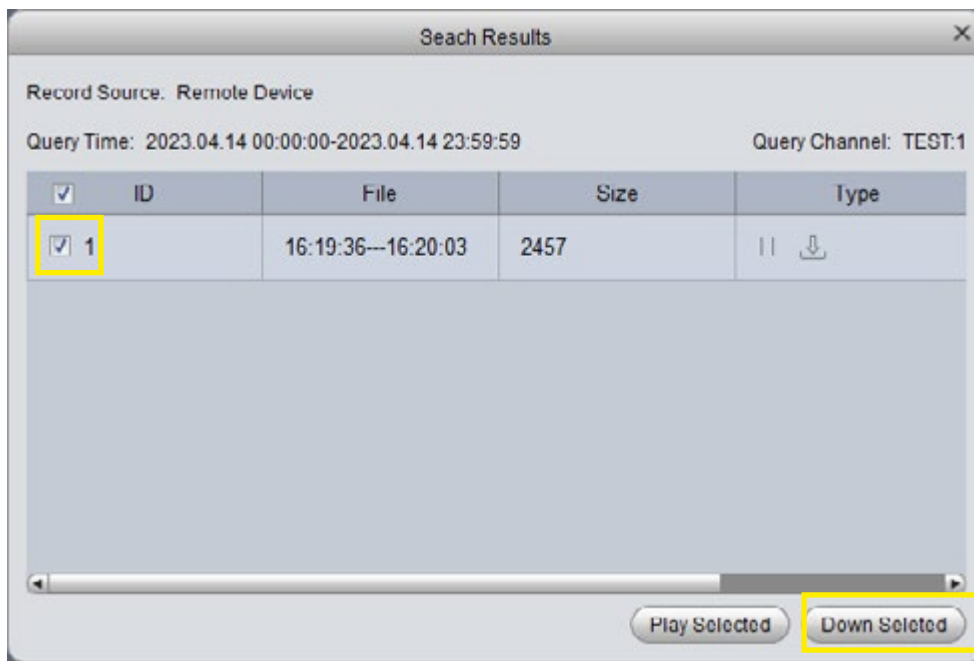 Seach Results
Record Source: Remote Device
Query Time: 2023.04.14 00:00:00-2023.04.14 23:59:59 Query Channel: TEST:1
ID File Size Type
1 16:19:36---16:20:03 2457
Play Selected Down Seleted